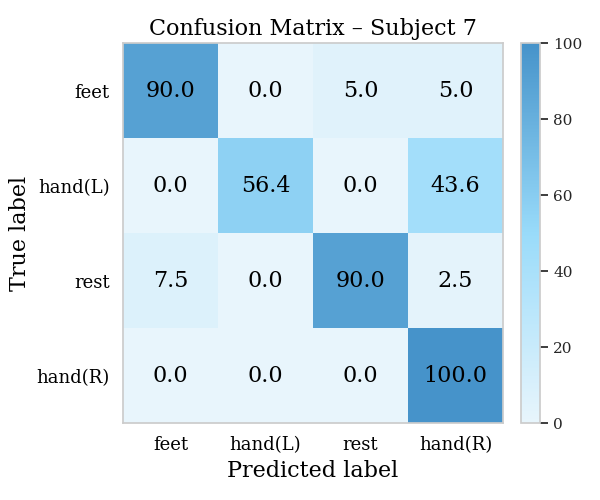 Confusion Matrix – Subject 7
True label
feet 90.0 0.0 5.0 5.0
hand(L) 0.0 56.4 0.0 43.6
rest 7.5 0.0 90.0 2.5
hand(R) 0.0 0.0 0.0 100.0
feet hand(L) rest hand(R)
Predicted label
100
80
60
40
20
0